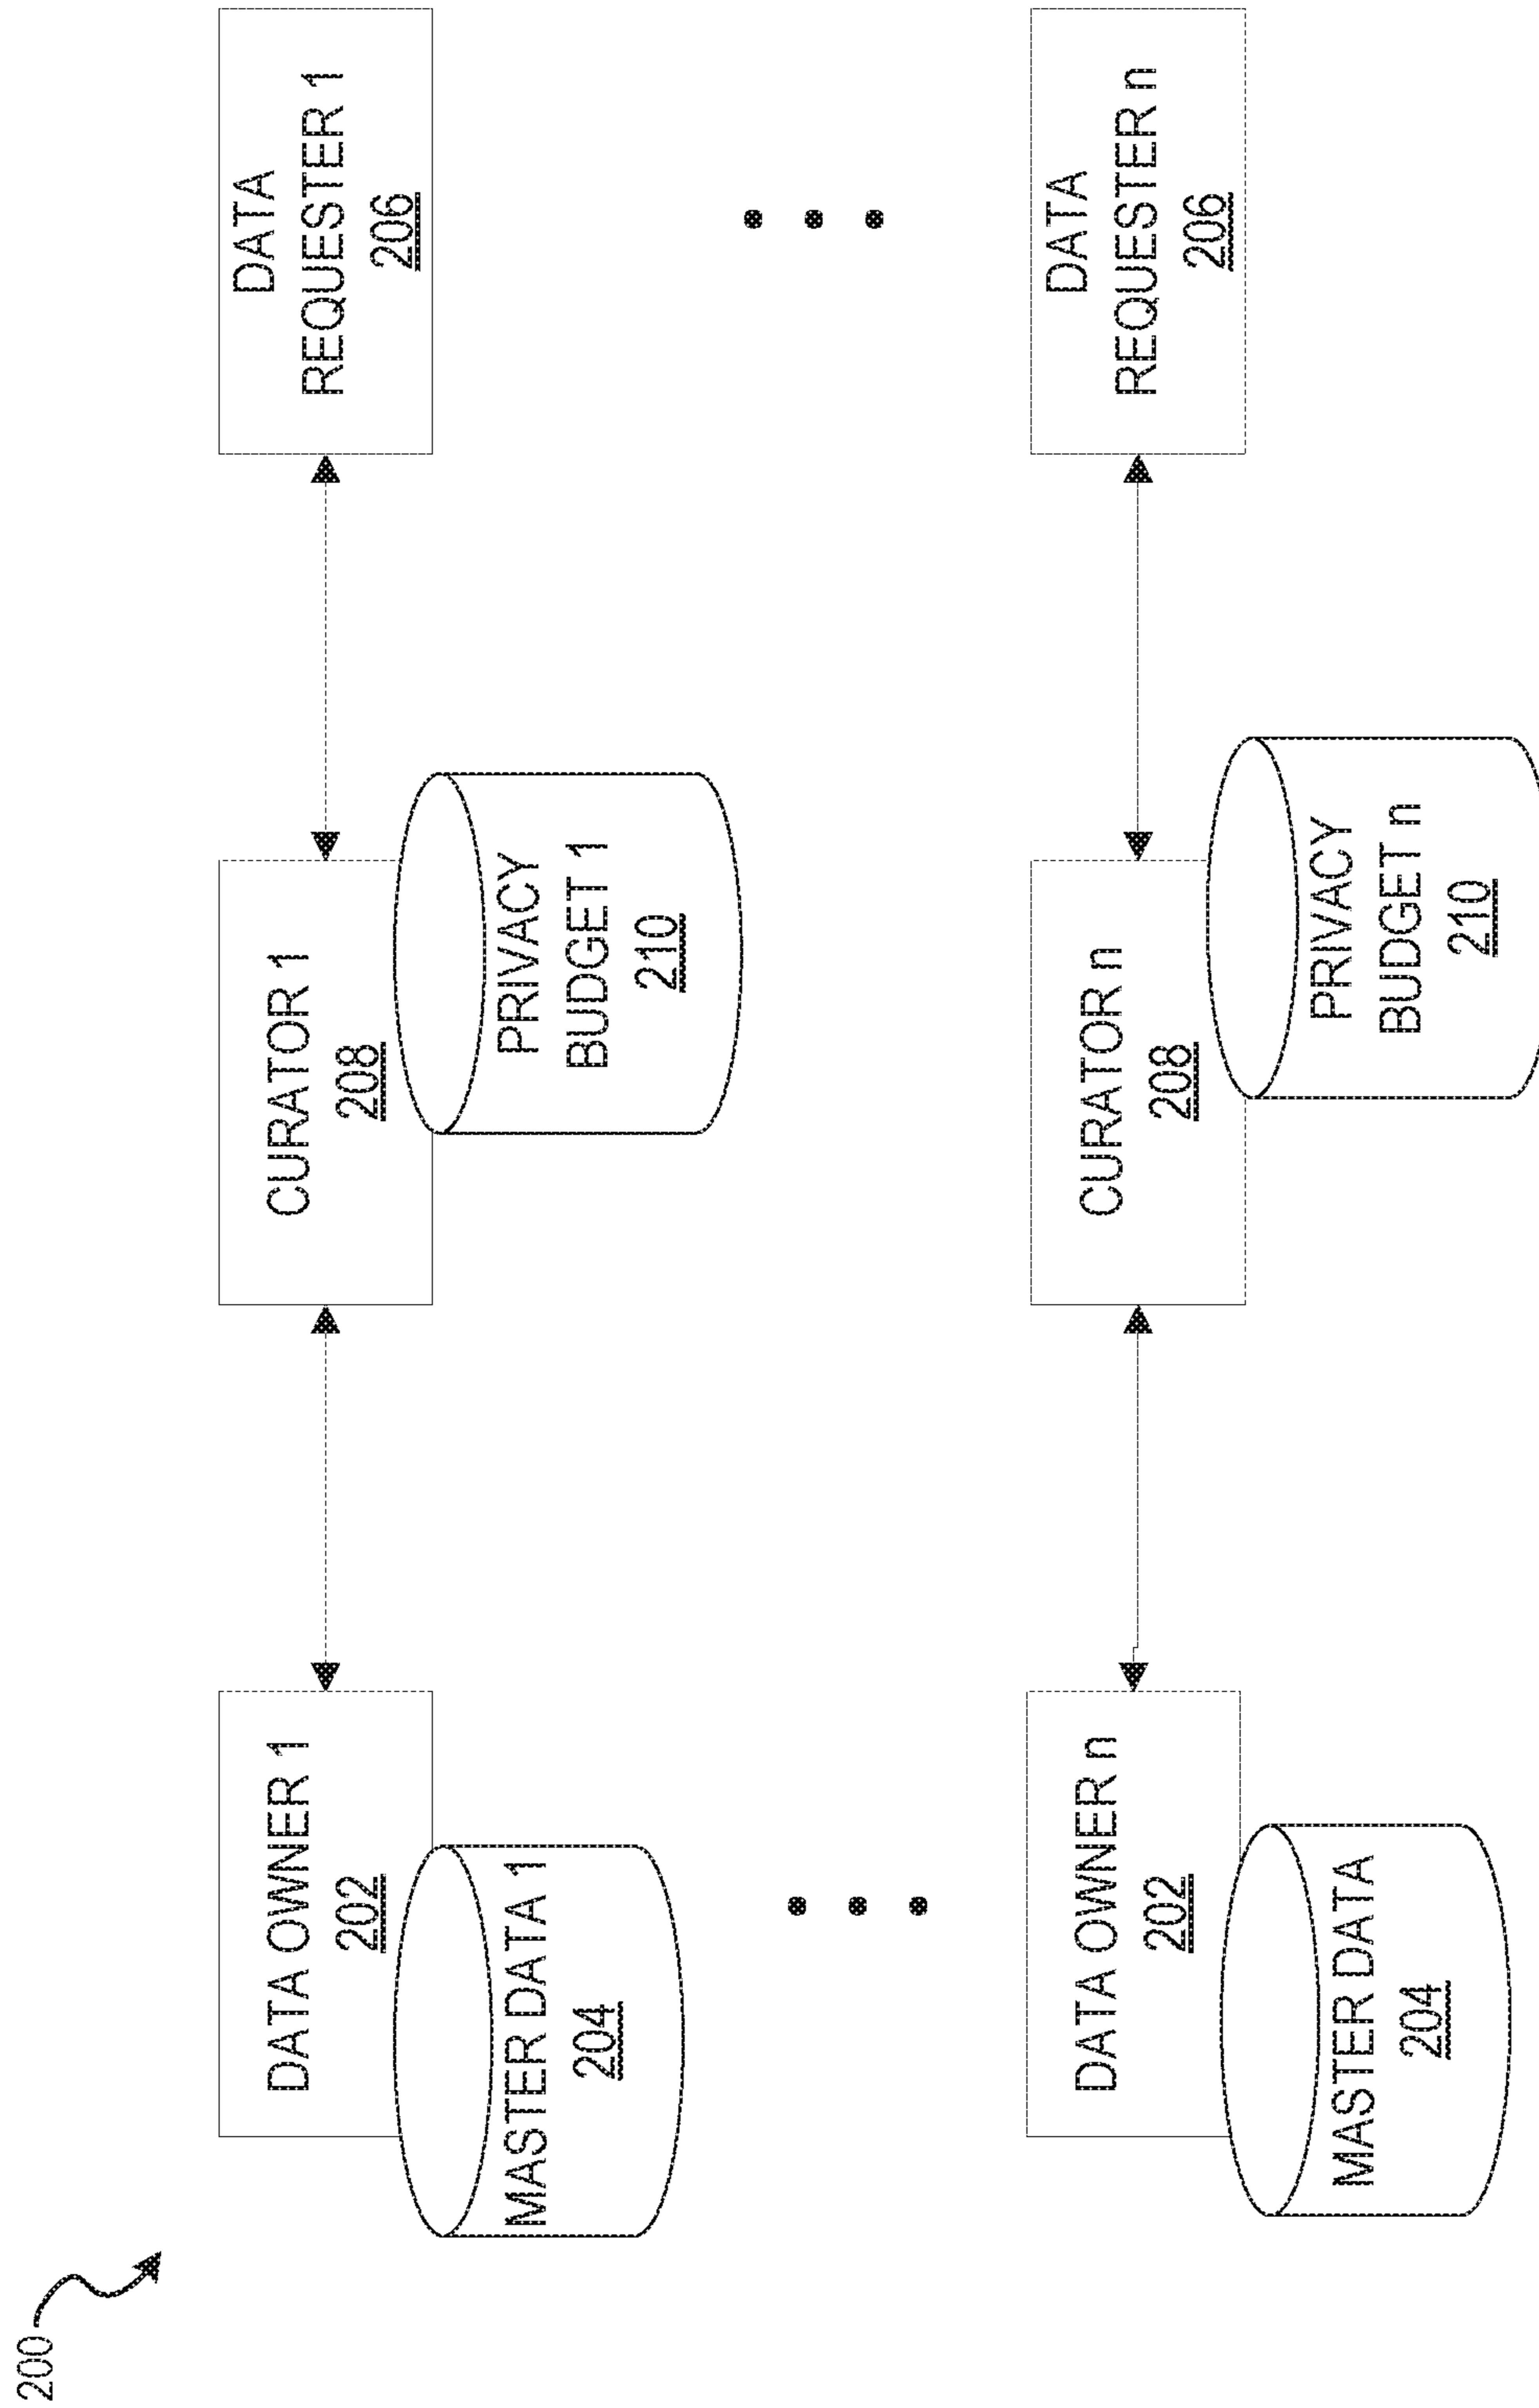 200
DATA OWNER 1
202
MASTER DATA 1
204
CURATOR 1
208
PRIVACY
BUDGET 1
210
DATA
REQUESTER 1
206
DATA OWNER n
202
MASTER DATA
204
CURATOR n
208
PRIVACY
BUDGET n
210
DATA
REQUESTER n
206